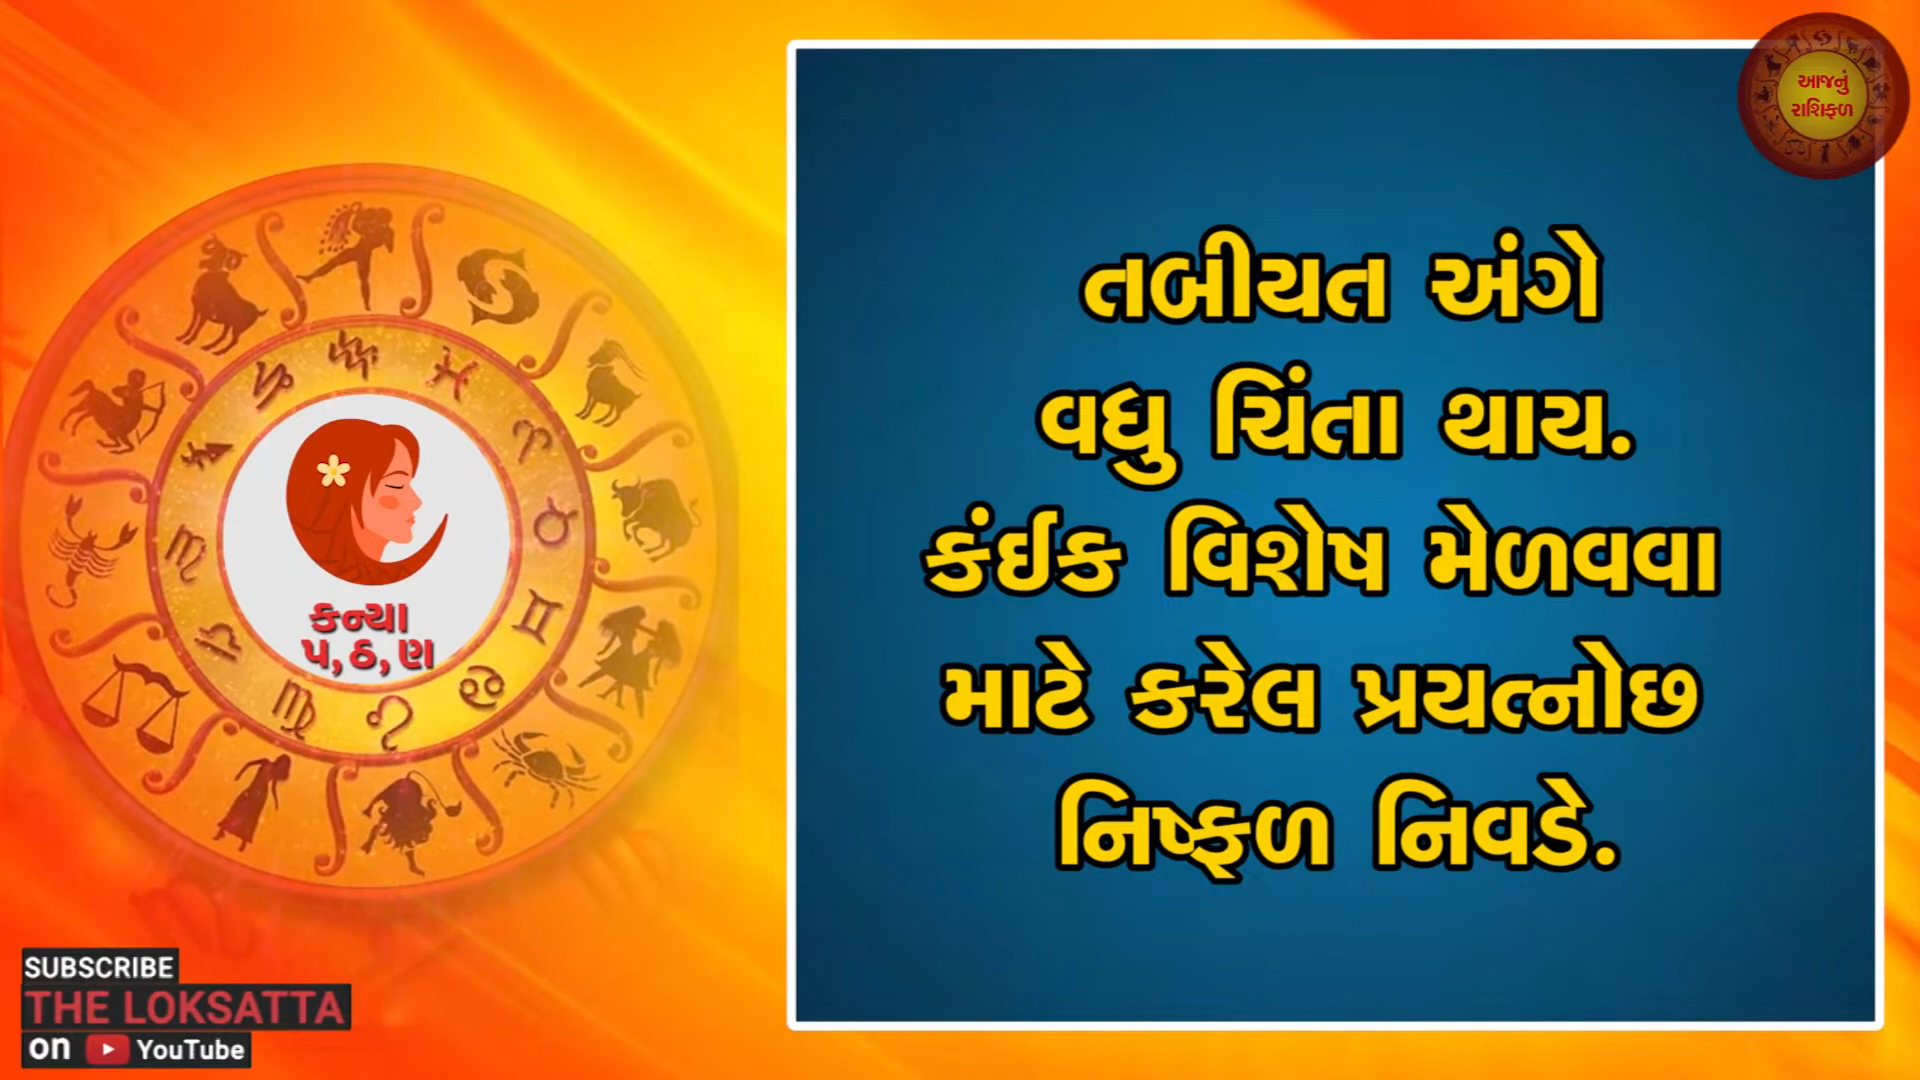 આજનું
રાશિફળ
તબીયત અંગે
વધુ ચિંતા થાય.
કંઈક વિશેષ મેળવવા
માટે કરેલ પ્રયત્નોછ
નિષ્ફળ નિવડે.
કન્યા
પ, ઠ, ણ
SUBSCRIBE
THE LOKSATTA
on YouTube